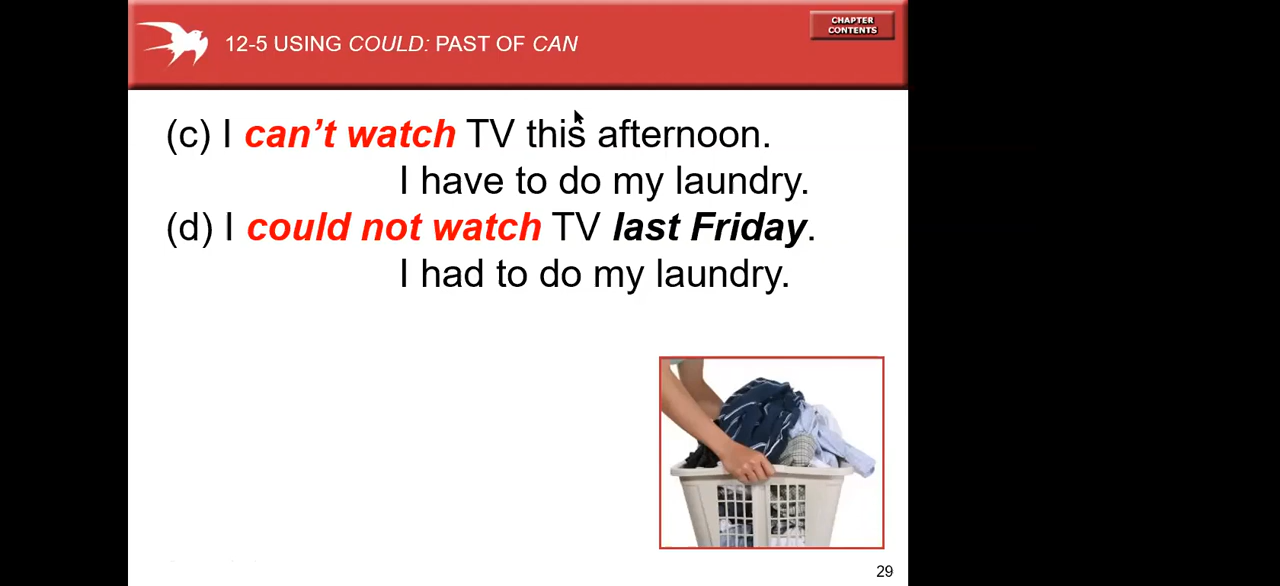 12-5 USING COULD: PAST OF CAN
CHAPTER
CONTENTS
(c) I can’t watch TV this afternoon.
I have to do my laundry.
(d) I could not watch TV last Friday.
I had to do my laundry.
29